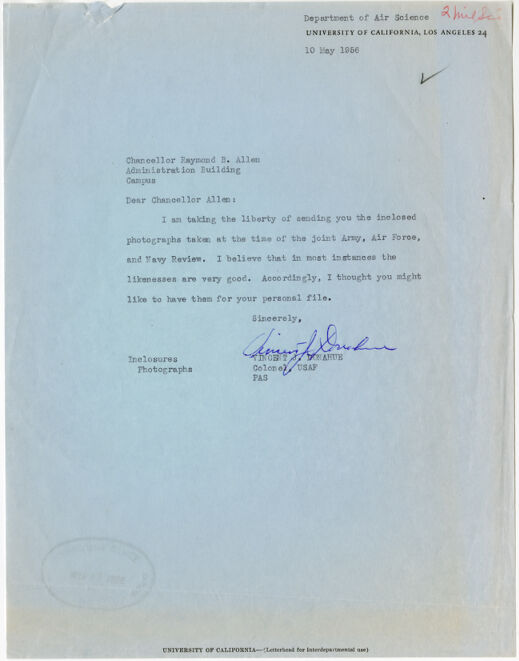 Department of Air Science
UNIVERSITY OF CALIFORNIA, LOS ANGELES 24
10 May 1956
Chancellor Raymond B. Allen
Administration Building
Campus
Dear Chancellor Allen:
I am taking the liberty of sending you the inclosed
photographs taken at the time of the joint Army, Air Force,
and Navy Review. I believe that in most instances the
likenesses are very good. Accordingly, I thought you might
like to have them for your personal file.
Sincerely,
Vincent J. Donahue
Inclosures
Photographs
VINCENT J. DONAHUE
Colonel, USAF
PAS
UNIVERSITY OF CALIFORNIA—(Letterhead for interdepartmental use)